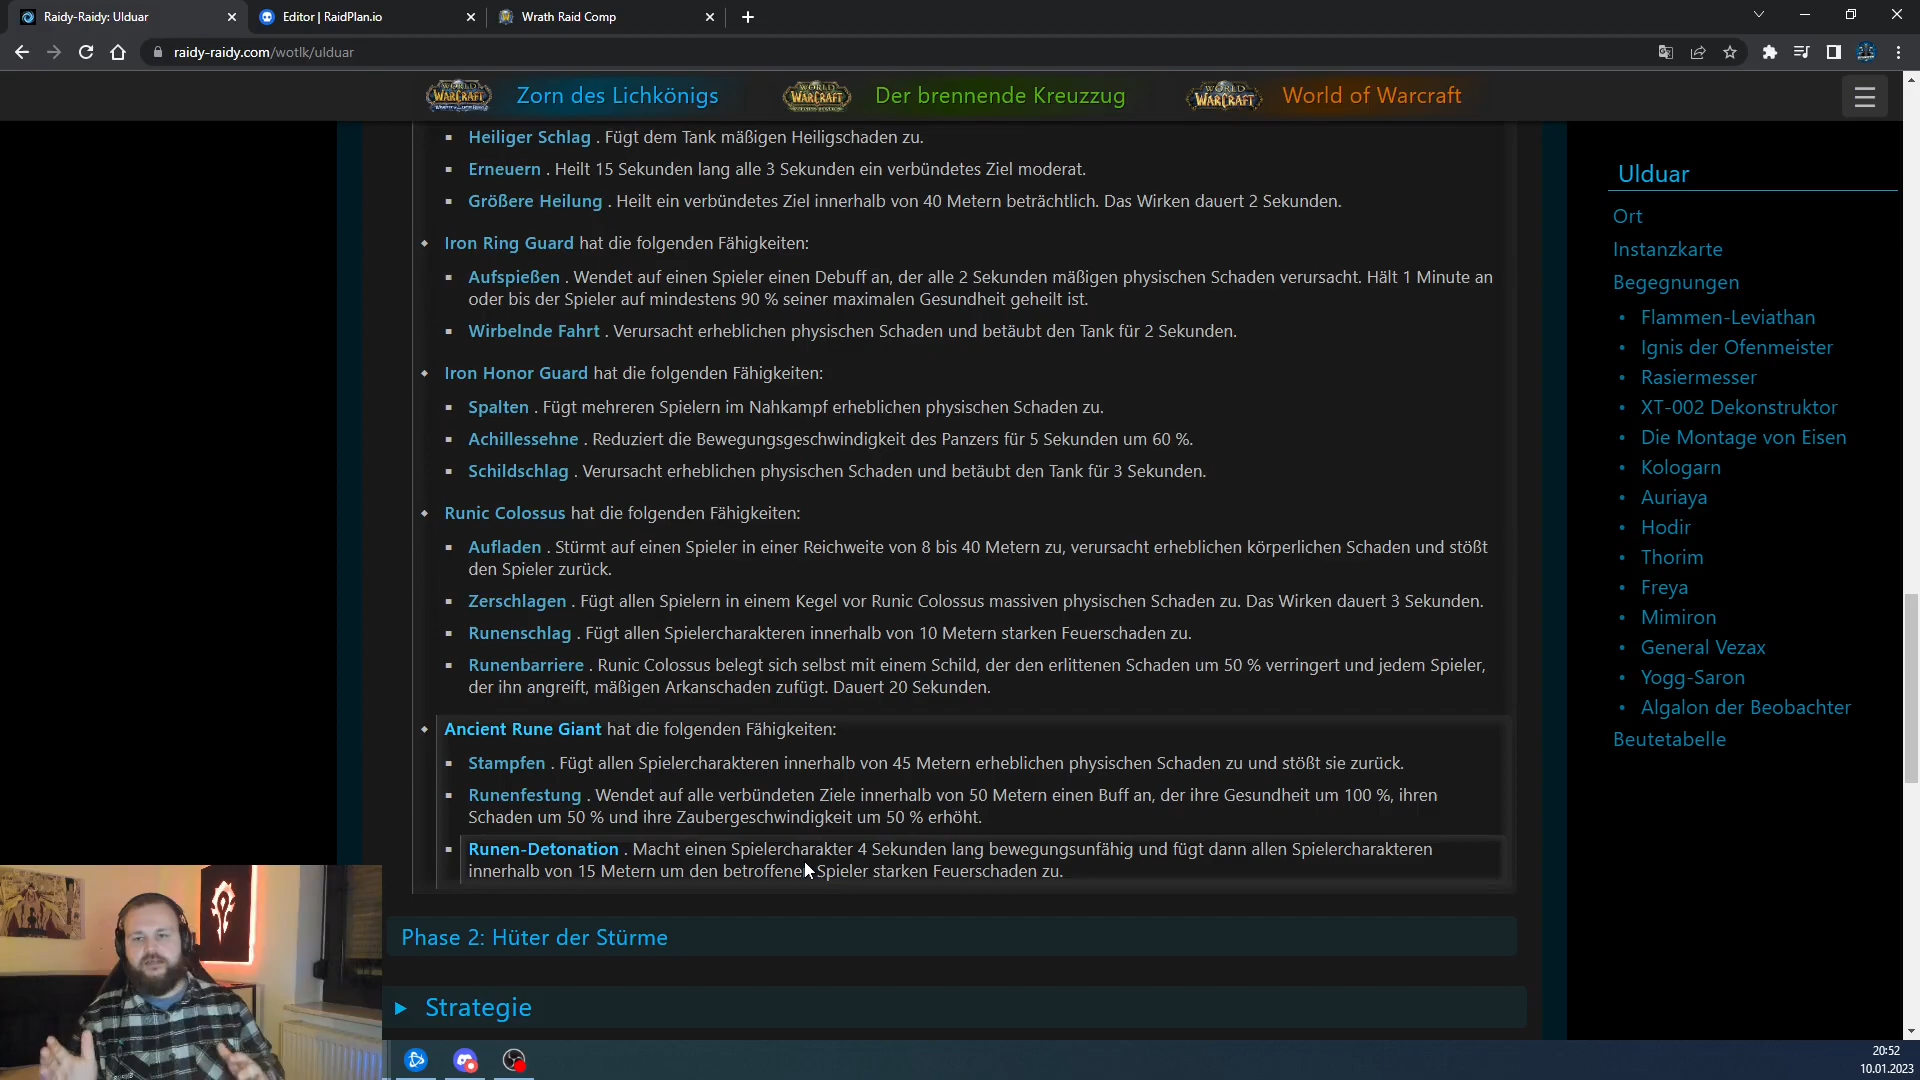 Raidy-Raidy: Ulduar
Editor | RaidPlan.io
Wrath Raid Comp
raidy-raidy.com/wotlk/ulduar
WORLD OF WARCRAFT
Zorn des Lichkönigs
WORLD OF WARCRAFT
Der brennende Kreuzzug
WORLD OF WARCRAFT
World of Warcraft
Heiliger Schlag . Fügt dem Tank mäßigen Heiligschaden zu.
Erneuern . Heilt 15 Sekunden lang alle 3 Sekunden ein verbündetes Ziel moderat.
Größere Heilung . Heilt ein verbündetes Ziel innerhalb von 40 Metern beträchtlich. Das Wirken dauert 2 Sekunden.
Iron Ring Guard hat die folgenden Fähigkeiten:
Aufspießen . Wendet auf einen Spieler einen Debuff an, der alle 2 Sekunden mäßigen physischen Schaden verursacht. Hält 1 Minute an
oder bis der Spieler auf mindestens 90 % seiner maximalen Gesundheit geheilt ist.
Wirbelnde Fahrt . Verursacht erheblichen physischen Schaden und betäubt den Tank für 2 Sekunden.
Iron Honor Guard hat die folgenden Fähigkeiten:
Spalten . Fügt mehreren Spielern im Nahkampf erheblichen physischen Schaden zu.
Achillessehne . Reduziert die Bewegungsgeschwindigkeit des Panzers für 5 Sekunden um 60 %.
Schildschlag . Verursacht erheblichen physischen Schaden und betäubt den Tank für 3 Sekunden.
Runic Colossus hat die folgenden Fähigkeiten:
Aufladen . Stürmt auf einen Spieler in einer Reichweite von 8 bis 40 Metern zu, verursacht erheblichen körperlichen Schaden und stößt
den Spieler zurück.
Zerschlagen . Fügt allen Spielern in einem Kegel vor Runic Colossus massiven physischen Schaden zu. Das Wirken dauert 3 Sekunden.
Runenschlag . Fügt allen Spielercharakteren innerhalb von 10 Metern starken Feuerschaden zu.
Runenbarriere . Runic Colossus belegt sich selbst mit einem Schild, der den erlittenen Schaden um 50 % verringert und jedem Spieler,
der ihn angreift, mäßigen Arkanschaden zufügt. Dauert 20 Sekunden.
Ancient Rune Giant hat die folgenden Fähigkeiten:
Stampfen . Fügt allen Spielercharakteren innerhalb von 45 Metern erheblichen physischen Schaden zu und stößt sie zurück.
Runenfestung . Wendet auf alle verbündeten Ziele innerhalb von 50 Metern einen Buff an, der ihre Gesundheit um 100 %, ihren
Schaden um 50 % und ihre Zaubergeschwindigkeit um 50 % erhöht.
Runen-Detonation . Macht einen Spielercharakter 4 Sekunden lang bewegungsunfähig und fügt dann allen Spielercharakteren
innerhalb von 15 Metern um den betroffenen Spieler starken Feuerschaden zu.
Phase 2: Hüter der Stürme
Strategie
Ulduar
Ort
Instanzkarte
Begegnungen
Flammen-Leviathan
Ignis der Ofenmeister
Rasiermesser
XT-002 Dekonstruktor
Die Montage von Eisen
Kologarn
Auriaya
Hodir
Thorim
Freya
Mimiron
General Vezax
Yogg-Saron
Algalon der Beobachter
Beutetabelle
20:52
10.01.2023